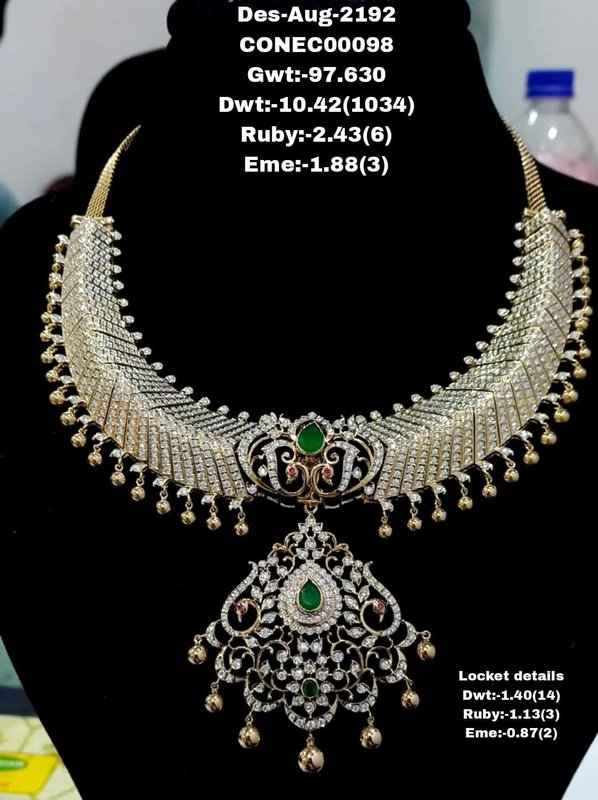 Des-Aug-2192
CONEC00098
Gwt:-97.630
Dwt:-10.42(1034)
Ruby:-2.43(6)
Eme:-1.88(3)
Locket details
Dwt:-1.40(14)
Ruby:-1.13(3)
Eme:-0.87(2)